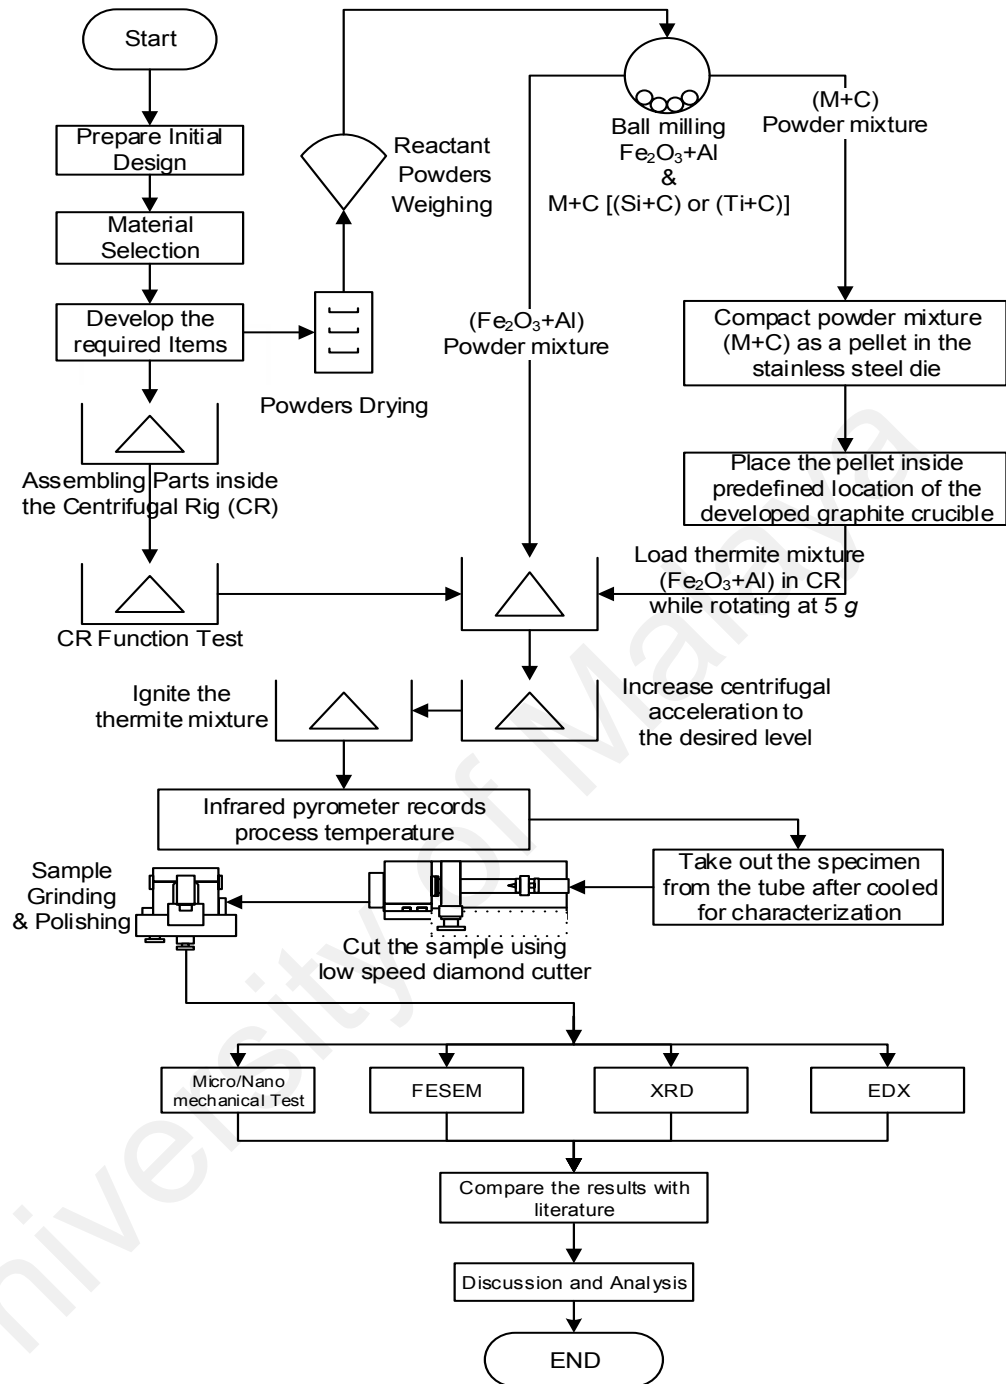 Start
Prepare Initial
Design
Material
Selection
Develop the
required Items
Powders Drying
Reactant
Powders
Weighing
Ball milling
Fe₂O₃+Al
&
M+C [(Si+C) or (Ti+C)]
(M+C)
Powder mixture
(Fe₂O₃+Al)
Powder mixture
Compact powder mixture
(M+C) as a pellet in the
stainless steel die
Place the pellet inside
predefined location of the
developed graphite crucible
Assembling Parts inside
the Centrifugal Rig (CR)
CR Function Test
Load thermite mixture
(Fe₂O₃+Al) in CR
while rotating at 5 g
Increase centrifugal
acceleration to
the desired level
Ignite the
thermite mixture
Infrared pyrometer records
process temperature
Take out the specimen
from the tube after cooled
for characterization
Cut the sample using
low speed diamond cutter
Sample
Grinding
& Polishing
Micro/Nano
mechanical Test
FESEM
XRD
EDX
Compare the results with
literature
Discussion and Analysis
END
University of Malaya